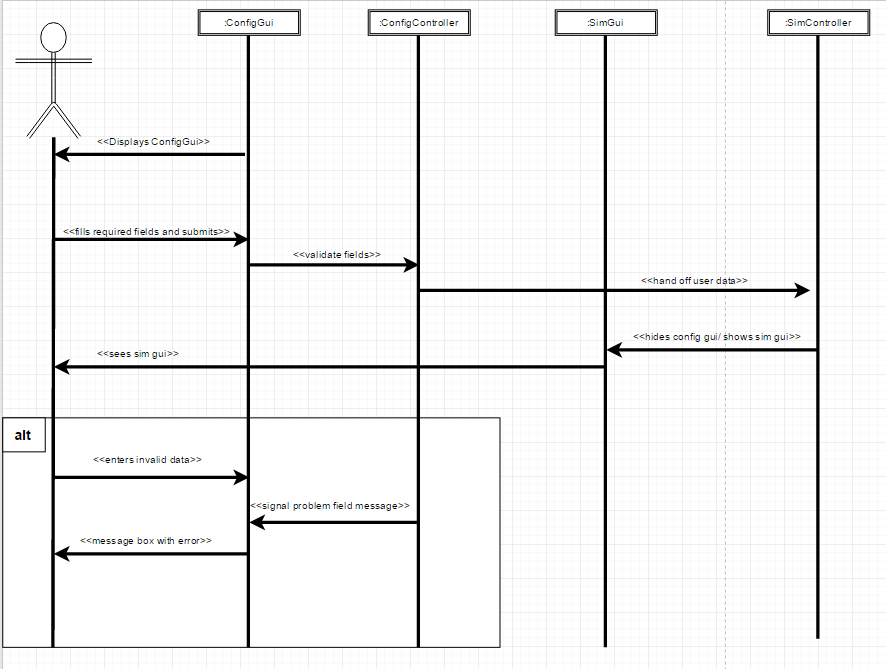 :ConfigGui
:ConfigController
:SimGui
:SimController
<<Displays ConfigGui>>
<<fills required fields and submits>>
<<validate fields>>
<<hand off user data>>
<<hides config gui/ shows sim gui>>
<<sees sim gui>>
alt
<<enters invalid data>>
<<signal problem field message>>
<<message box with error>>